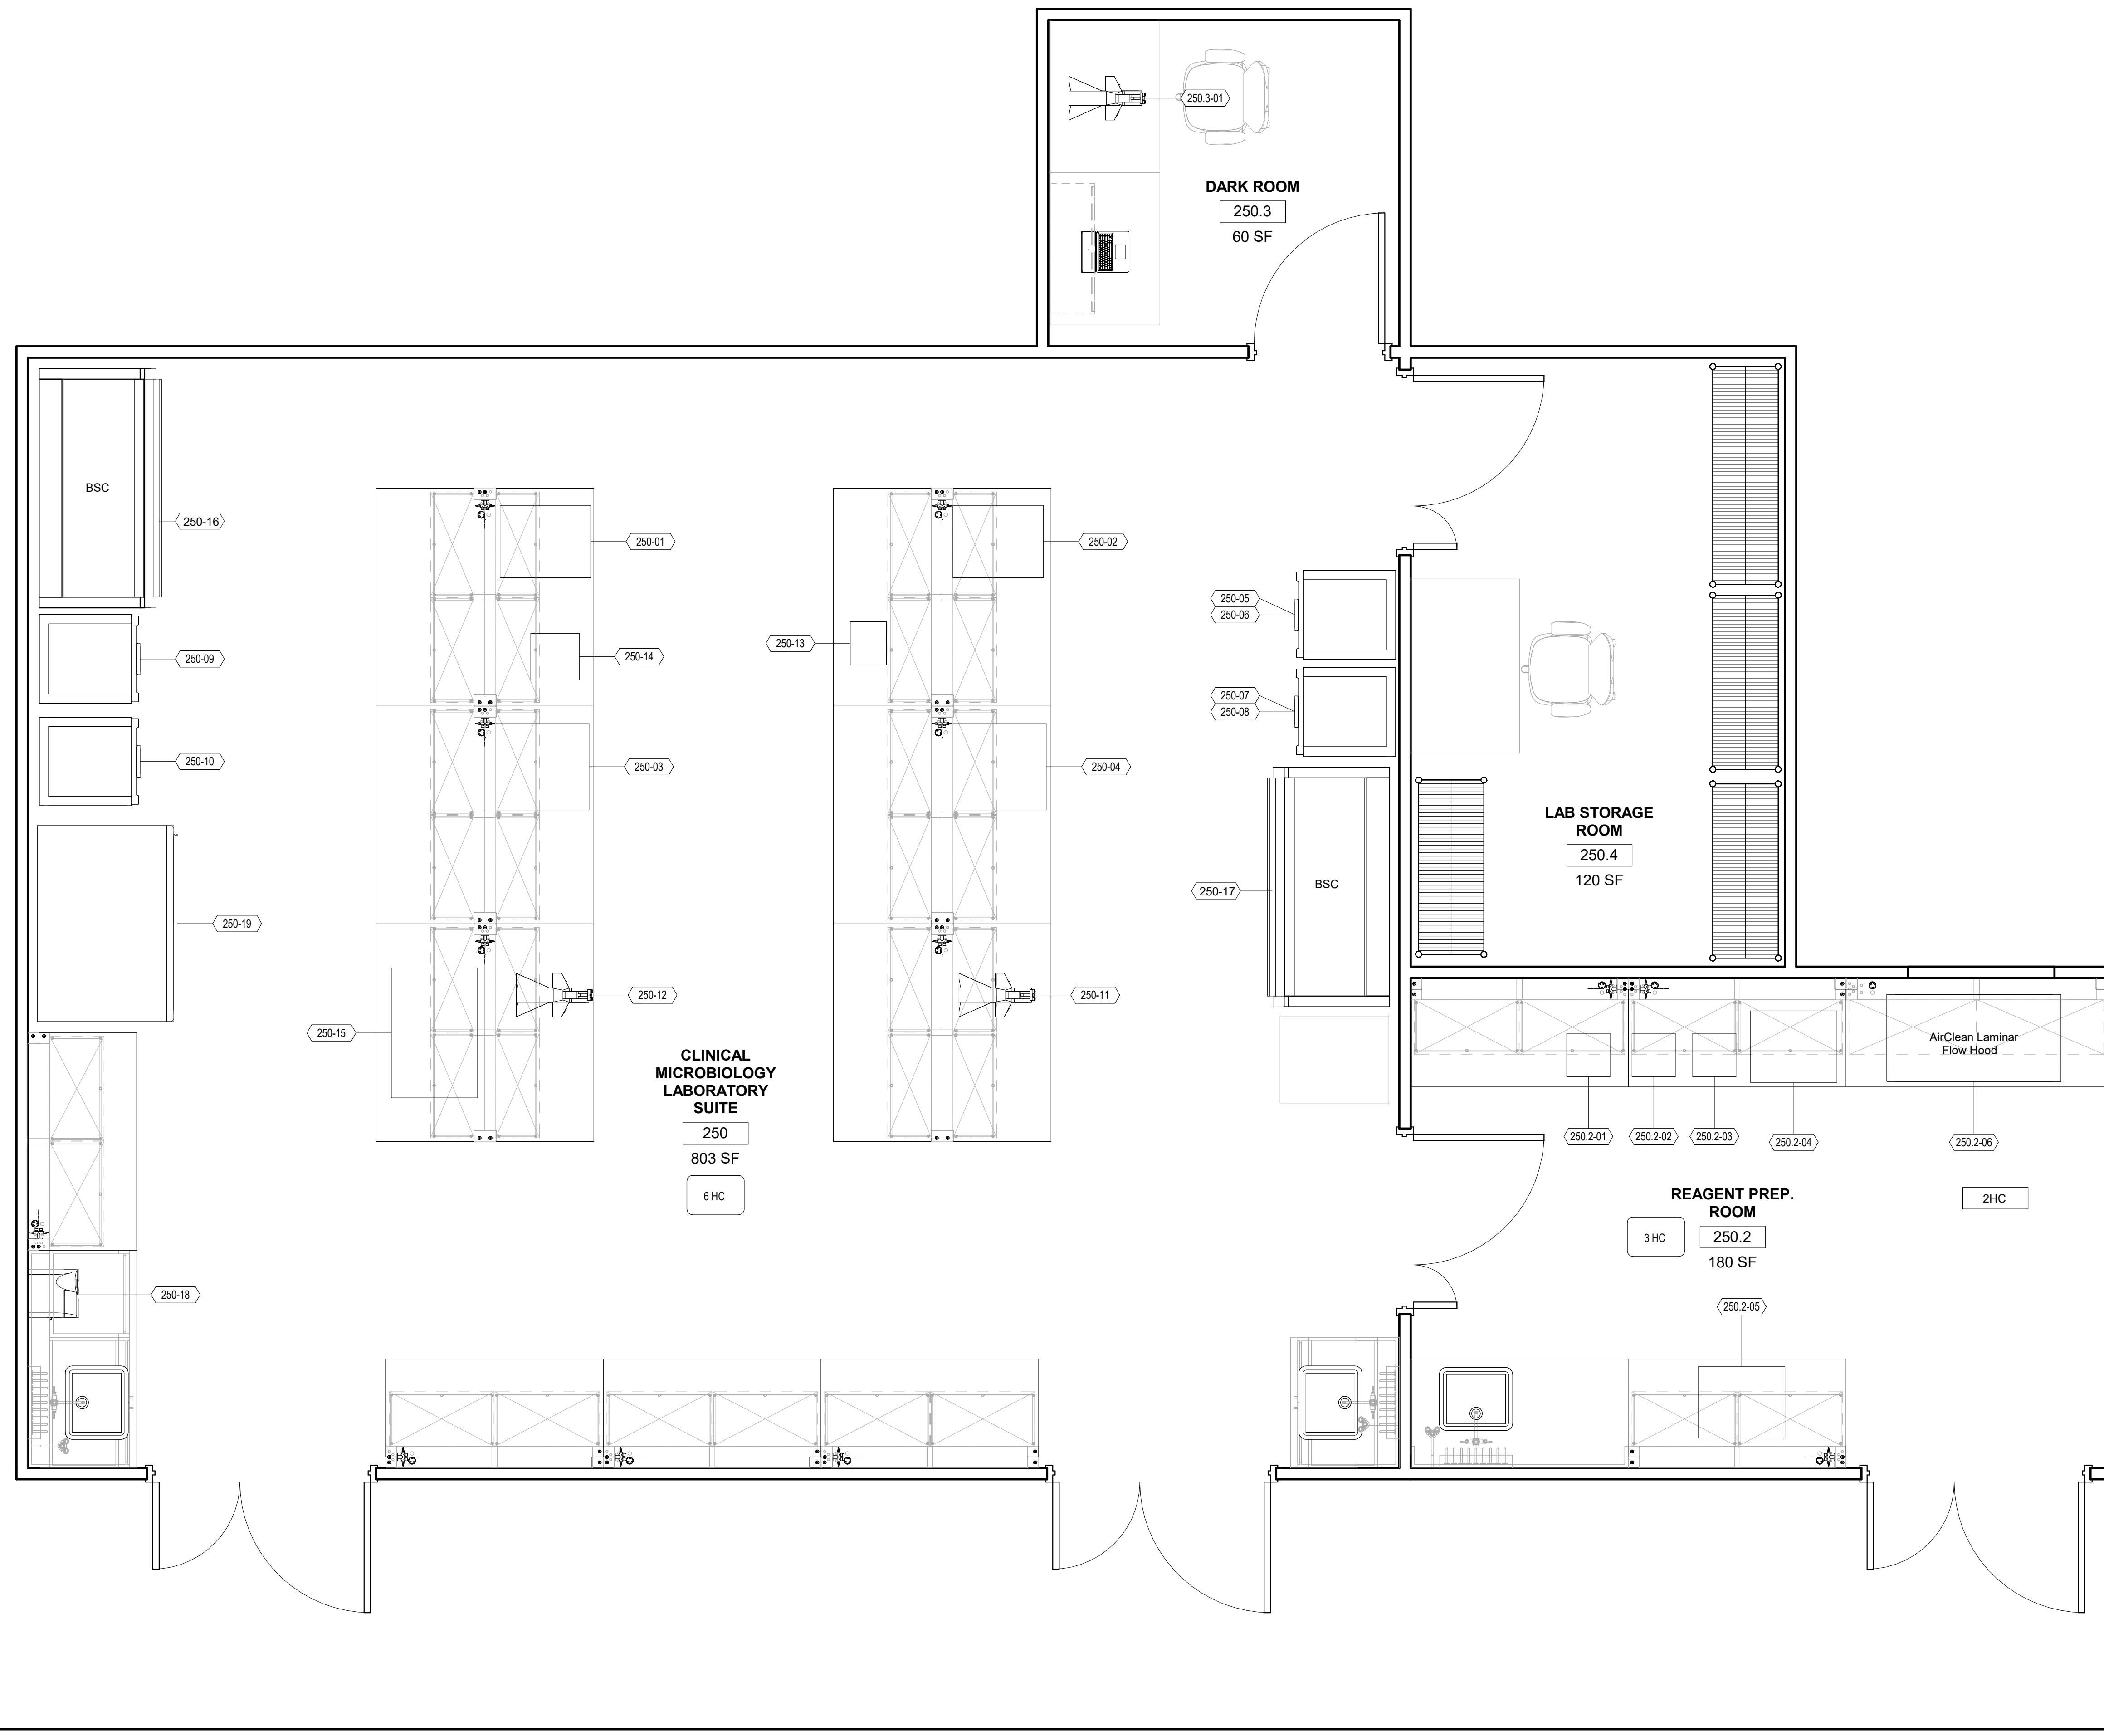 250.3-01
DARK ROOM
250.3
60 SF
BSC
250-16
250-01
250-02
250-05
250-06
250-09
250-14
250-13
250-07
250-08
250-10
250-03
250-04
LAB STORAGE
ROOM
250.4
120 SF
BSC
250-17
250-19
250-12
250-11
250-15
AirClean Laminar
Flow Hood
CLINICAL
MICROBIOLOGY
LABORATORY
SUITE
250
803 SF
6 HC
250.2-01
250.2-02
250.2-03
250.2-04
250.2-06
REAGENT PREP.
ROOM
250.2
180 SF
3 HC
2HC
250-18
250.2-05